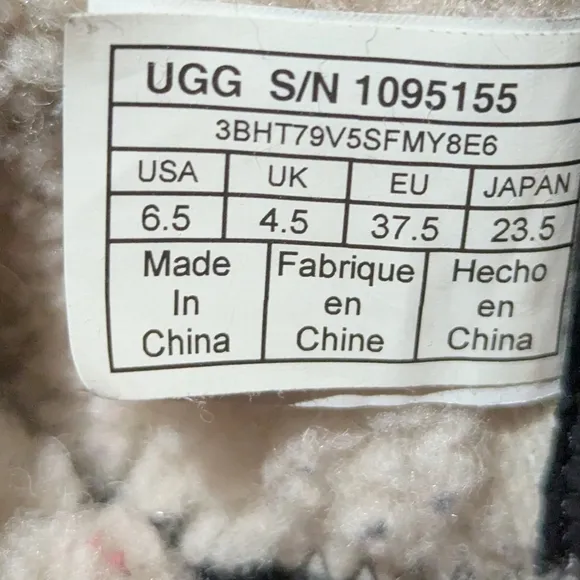 UGG S/N 1095155
3BHT79V5SFMY8E6
USA UK EU JAPAN
6.5 4.5 37.5 23.5
Made Fabrique Hecho
In en en
China Chine China